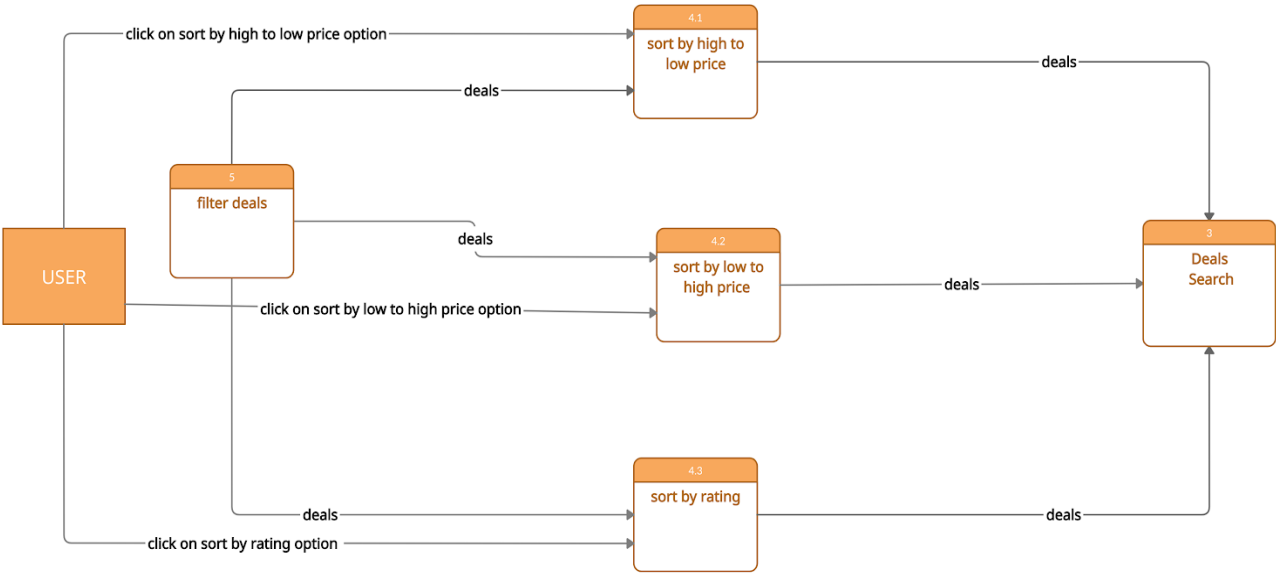 4.1
click on sort by high to low price option
sort by high to
low price
deals
deals
5
filter deals
3
4.2
deals
Deals
Search
sort by low to
high price
USER
deals
click on sort by low to high price option
4.3
sort by rating
deals
deals
click on sort by rating option